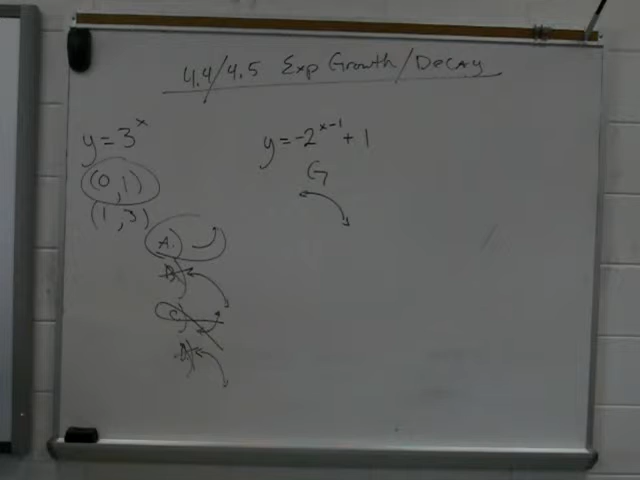 4.4/4.5 Exp Growth/Decay
y = 3^x
(0, 1)
(1, 3)
A.
y = -2^{x-1} + 1
G